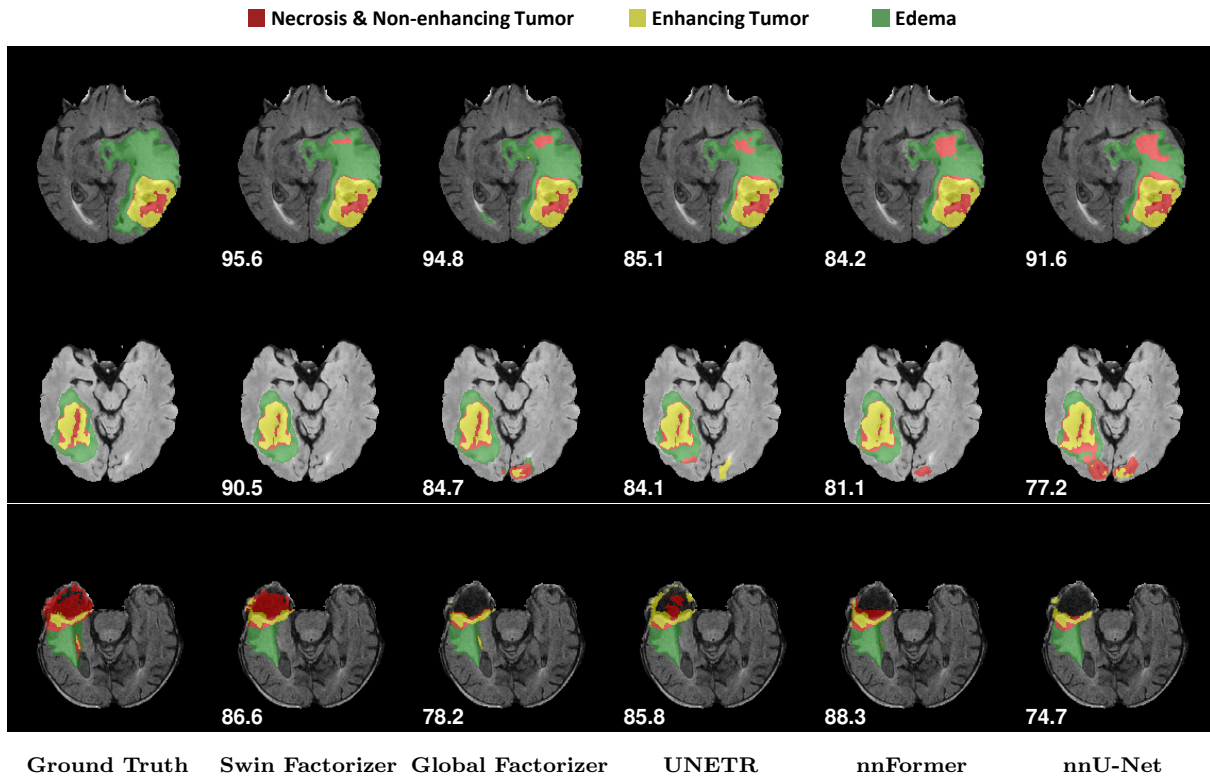 Necrosis & Non-enhancing Tumor Enhancing Tumor Edema
95.6 94.8 85.1 84.2 91.6
90.5 84.7 84.1 81.1 77.2
86.6 78.2 85.8 88.3 74.7
Ground Truth Swin Factorizer Global Factorizer UNETR nnFormer nnU-Net